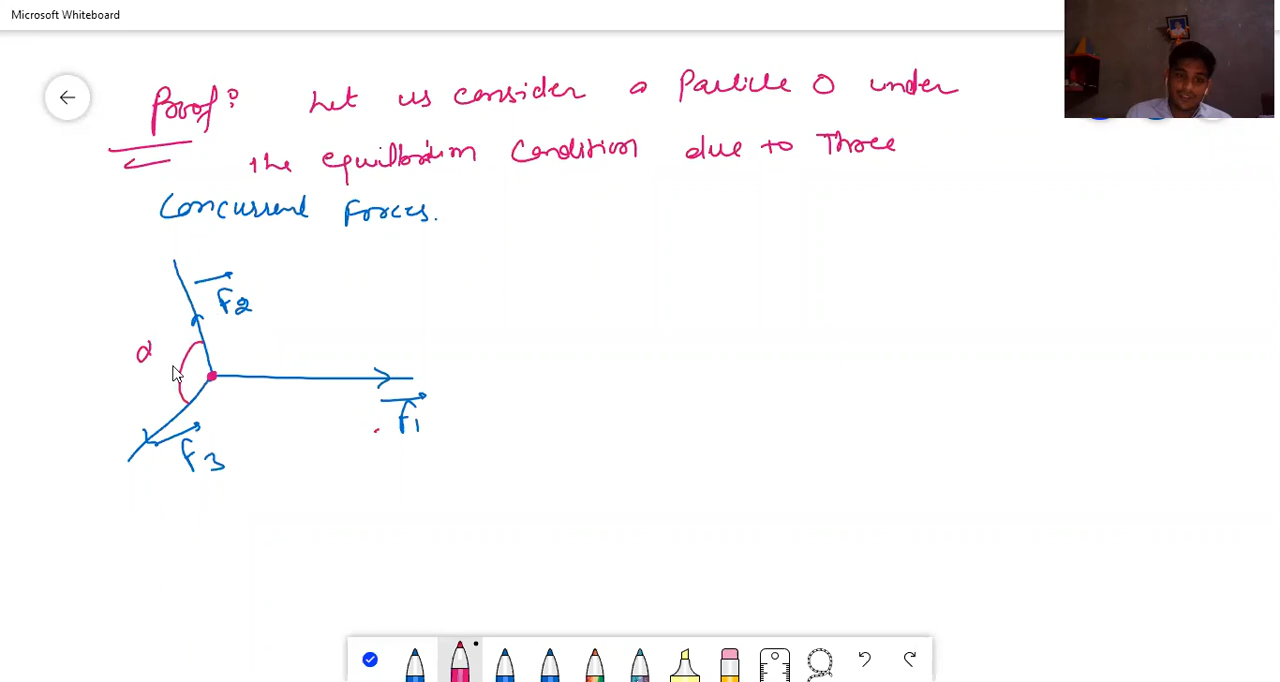 Microsoft Whiteboard
Proof: Let us consider a Particle O under
the equilibrium Condition due to Three
Concurrent Forces.
F2
α
F1
F3